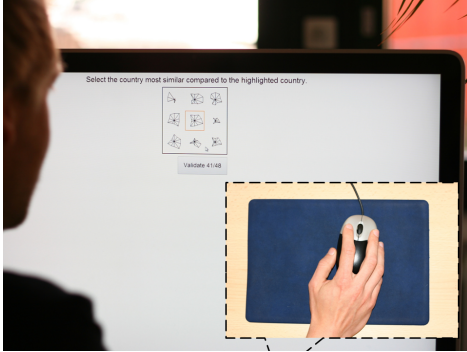 Select the country most similar compared to the highlighted country.
Validate 41/48